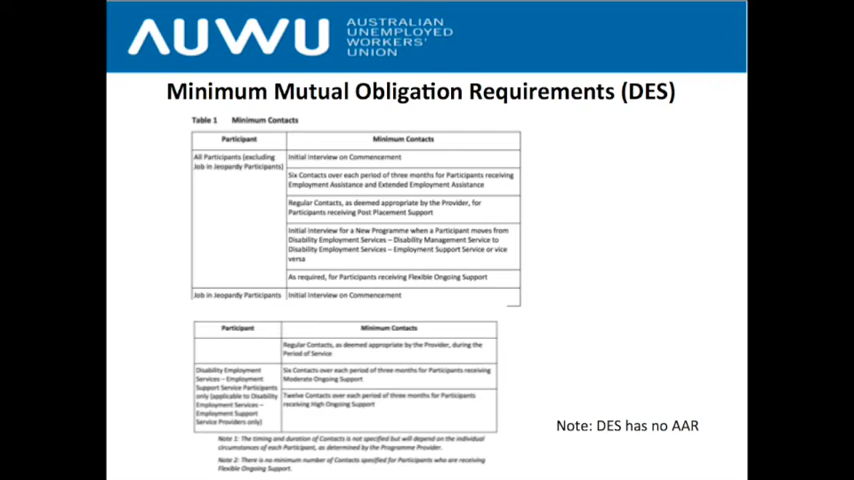 AUWU
AUSTRALIAN
UNEMPLOYED
WORKERS'
UNION
Minimum Mutual Obligation Requirements (DES)
Table 1 Minimum Contacts
Participant Minimum Contacts
All Participants (excluding
Job in Jeopardy Participants)
Initial Interview on Commencement
Six Contacts over each period of three months for Participants receiving
Employment Assistance and Extended Employment Assistance
Regular Contacts, as deemed appropriate by the Provider, for
Participants receiving Post Placement Support
Initial Interview for a New Programme when a Participant moves from
Disability Employment Services – Disability Management Service to
Disability Employment Services – Employment Support Service or vice
versa
As required, for Participants receiving Flexible Ongoing Support
Job in Jeopardy Participants Initial Interview on Commencement
Participant Minimum Contacts
Regular Contacts, as deemed appropriate by the Provider, during the
Period of Service
Disability Employment
Services – Employment
Support Service Participants
only (applicable to Disability
Employment Services –
Employment Support
Service Providers only)
Six Contacts over each period of three months for Participants receiving
Moderate Ongoing Support
Twelve Contacts over each period of three months for Participants
receiving High Ongoing Support
Note 1: The timing and duration of Contacts is not specified but will depend on the individual
circumstances of each Participant, as determined by the Programme Provider.
Note 2: There is no minimum number of Contacts specified for Participants who are receiving
Flexible Ongoing Support.
Note: DES has no AAR